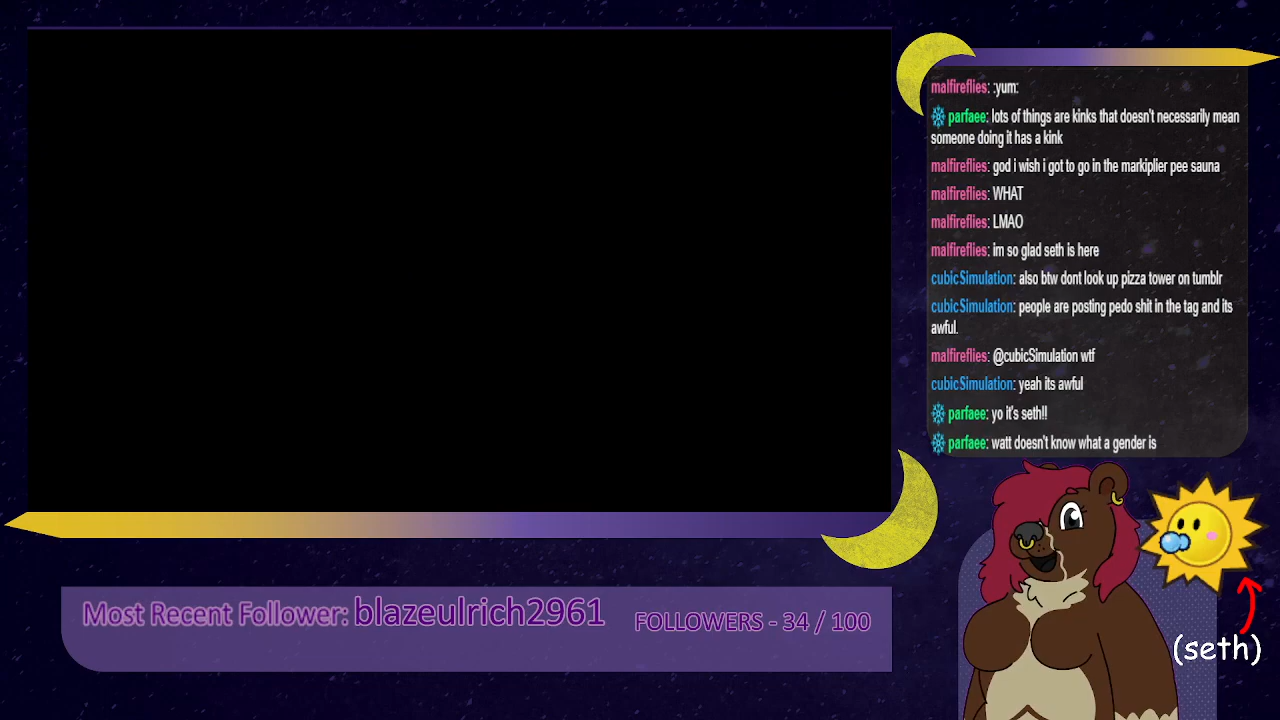 malfireflies: :yum:
parfaee: lots of things are kinks that doesn't necessarily mean
someone doing it has a kink
malfireflies: god i wish i got to go in the markiplier pee sauna
malfireflies: WHAT
malfireflies: LMAO
malfireflies: im so glad seth is here
cubicSimulation: also btw dont look up pizza tower on tumblr
cubicSimulation: people are posting pedo shit in the tag and its
awful.
malfireflies: @cubicSimulation wtf
cubicSimulation: yeah its awful
parfaee: yo it's seth!!
parfaee: watt doesn't know what a gender is
Most Recent Follower: blazeulrich2961
FOLLOWERS - 34 / 100
(seth)